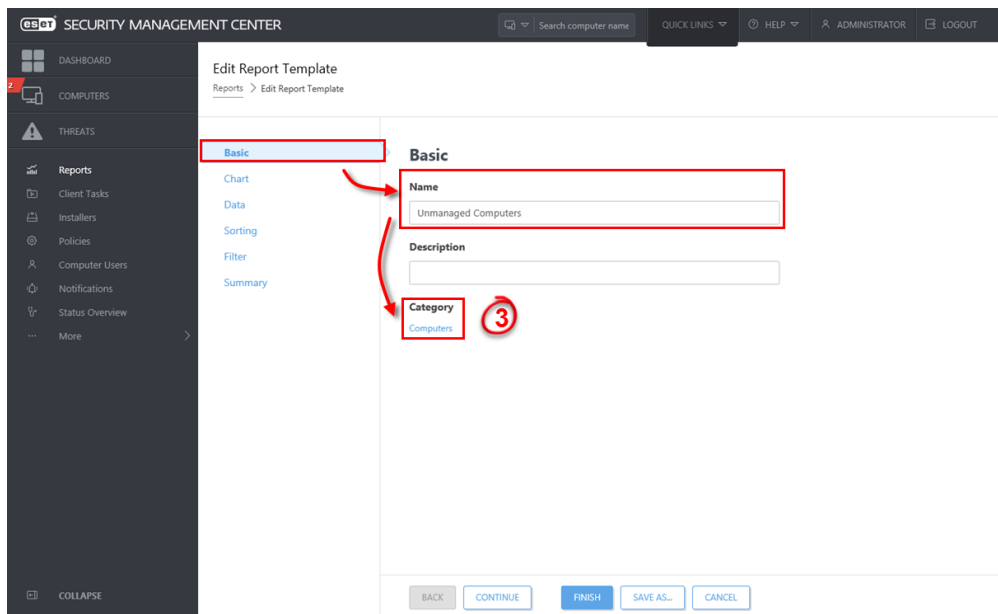 eset SECURITY MANAGEMENT CENTER
Search computer name
QUICK LINKS
HELP
ADMINISTRATOR
LOGOUT
DASHBOARD
COMPUTERS
THREATS
Reports
Client Tasks
Installers
Policies
Computer Users
Notifications
Status Overview
More
COLLAPSE
Edit Report Template
Reports > Edit Report Template
Basic
Chart
Data
Sorting
Filter
Summary
Basic
Name
Unmanaged Computers
Description
Category
Computers
3
BACK
CONTINUE
FINISH
SAVE AS...
CANCEL